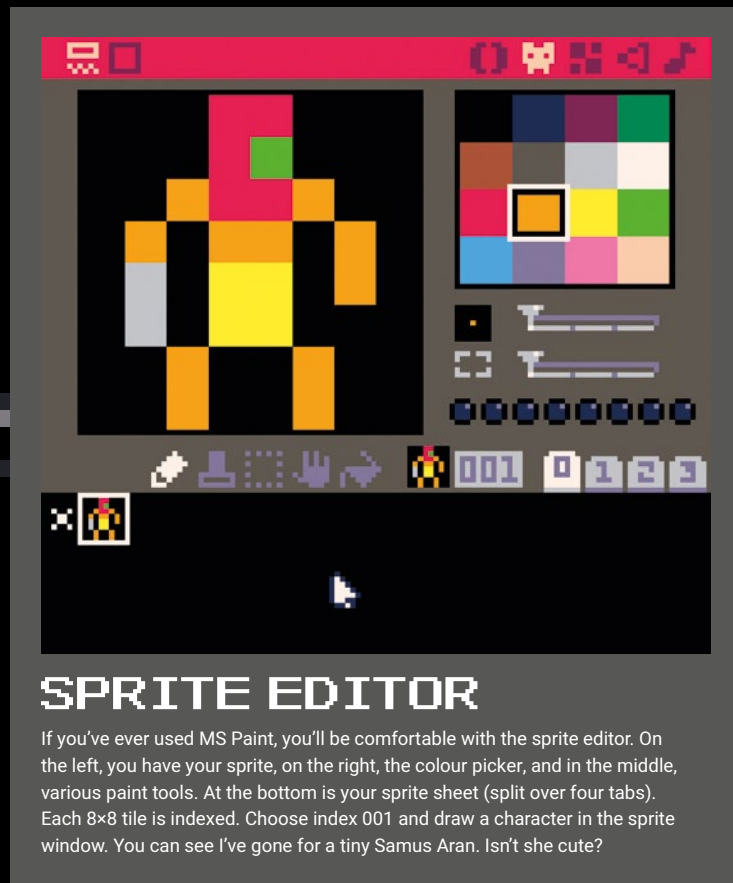 001 0 1 2 3
SPRITE EDITOR
If you’ve ever used MS Paint, you’ll be comfortable with the sprite editor. On
the left, you have your sprite, on the right, the colour picker, and in the middle,
various paint tools. At the bottom is your sprite sheet (split over four tabs).
Each 8×8 tile is indexed. Choose index 001 and draw a character in the sprite
window. You can see I’ve gone for a tiny Samus Aran. Isn’t she cute?